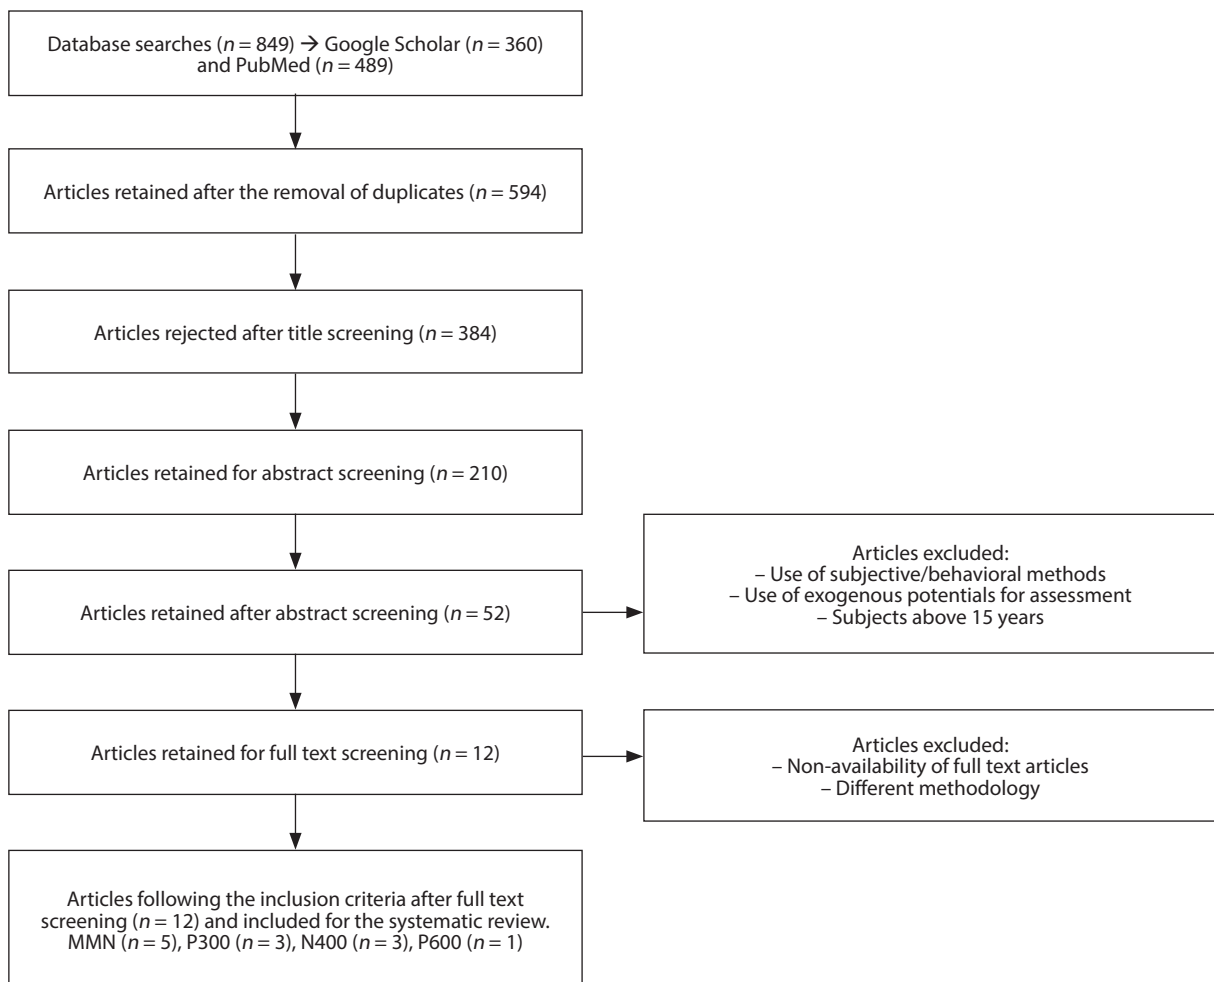 Database searches (n = 849) → Google Scholar (n = 360)
and PubMed (n = 489)
Articles retained after the removal of duplicates (n = 594)
Articles rejected after title screening (n = 384)
Articles retained for abstract screening (n = 210)
Articles retained after abstract screening (n = 52)
Articles excluded:
– Use of subjective/behavioral methods
– Use of exogenous potentials for assessment
– Subjects above 15 years
Articles retained for full text screening (n = 12)
Articles excluded:
– Non-availability of full text articles
– Different methodology
Articles following the inclusion criteria after full text
screening (n = 12) and included for the systematic review.
MMN (n = 5), P300 (n = 3), N400 (n = 3), P600 (n = 1)